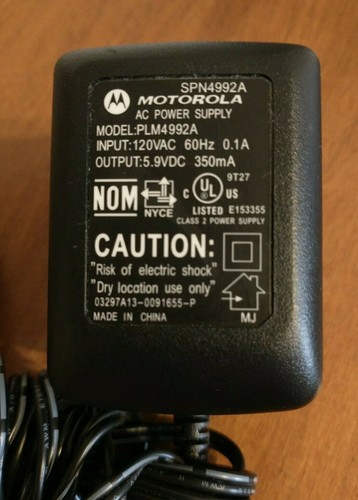 SPN4992A
MOTOROLA
AC POWER SUPPLY
MODEL:PLM4992A
INPUT:120VAC 60Hz 0.1A
OUTPUT:5.9VDC 350mA
9T27
NOM NYCE C UL US
LISTED E153355
CLASS 2 POWER SUPPLY
CAUTION:
"Risk of electric shock"
"Dry location use only"
03297A13-0091655-P
MADE IN CHINA MJ